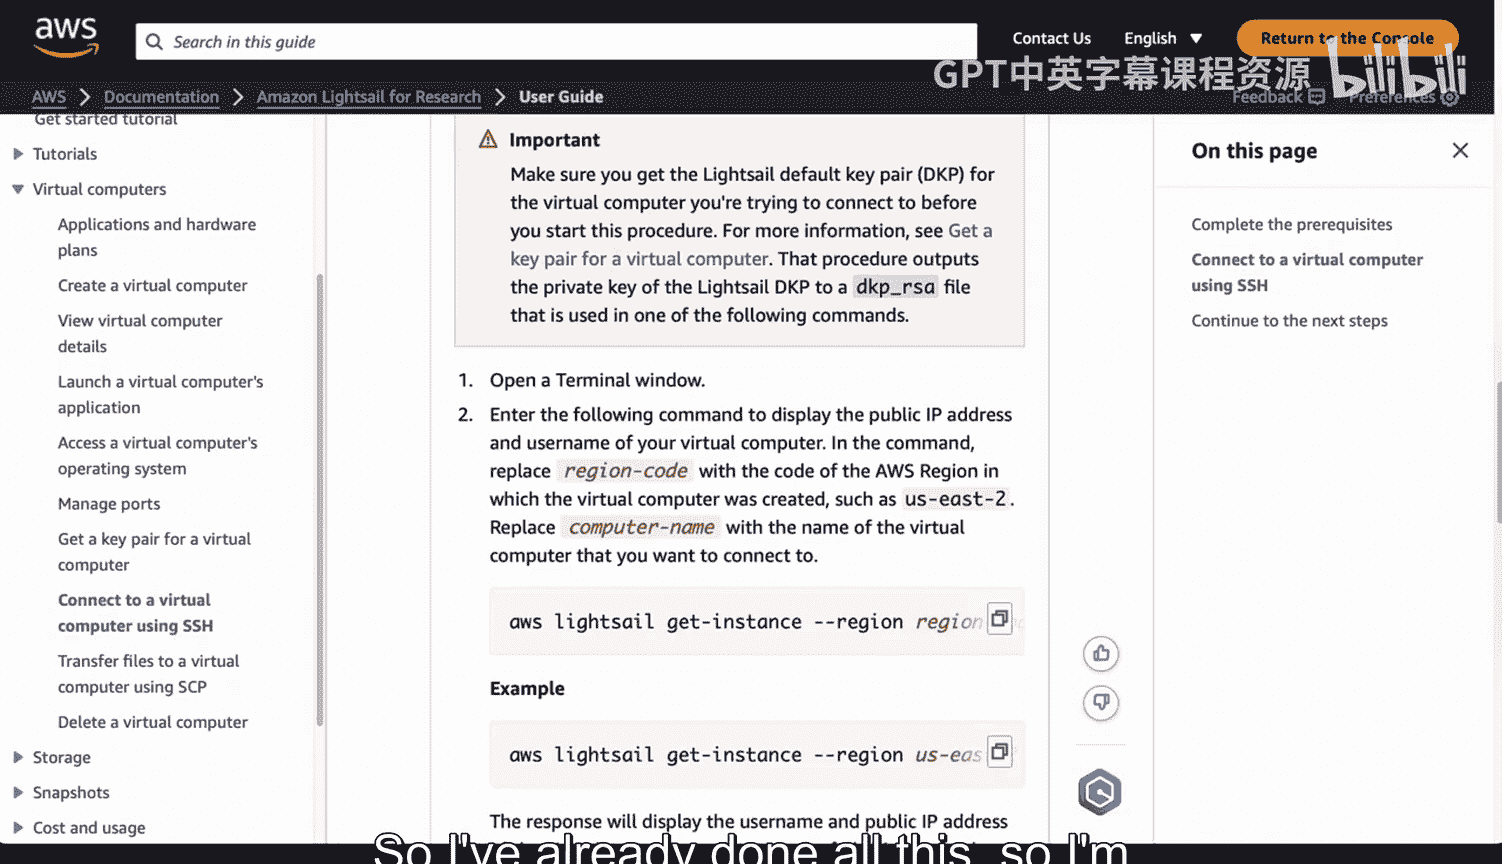 aws
Search in this guide
Contact Us
English
Return to the Console
GPT中英字幕课程资源
bilibili
AWS
Documentation
Amazon Lightsail for Research
User Guide
Feedback
Preferences
Get started tutorial
Tutorials
Virtual computers
Applications and hardware
plans
Create a virtual computer
View virtual computer
details
Launch a virtual computer's
application
Access a virtual computer's
operating system
Manage ports
Get a key pair for a virtual
computer
Connect to a virtual
computer using SSH
Transfer files to a virtual
computer using SCP
Delete a virtual computer
Storage
Snapshots
Cost and usage
Important
Make sure you get the Lightsail default key pair (DKP) for
the virtual computer you're trying to connect to before
you start this procedure. For more information, see Get a
key pair for a virtual computer. That procedure outputs
the private key of the Lightsail DKP to a dkp_rsa file
that is used in one of the following commands.
1. Open a Terminal window.
2. Enter the following command to display the public IP address
and username of your virtual computer. In the command,
replace region-code with the code of the AWS Region in
which the virtual computer was created, such as us-east-2.
Replace computer-name with the name of the virtual
computer that you want to connect to.
aws lightsail get-instance --region region
Example
aws lightsail get-instance --region us-eas
The response will display the username and public IP address
On this page
Complete the prerequisites
Connect to a virtual computer
using SSH
Continue to the next steps
So I've already done all this, so I'm